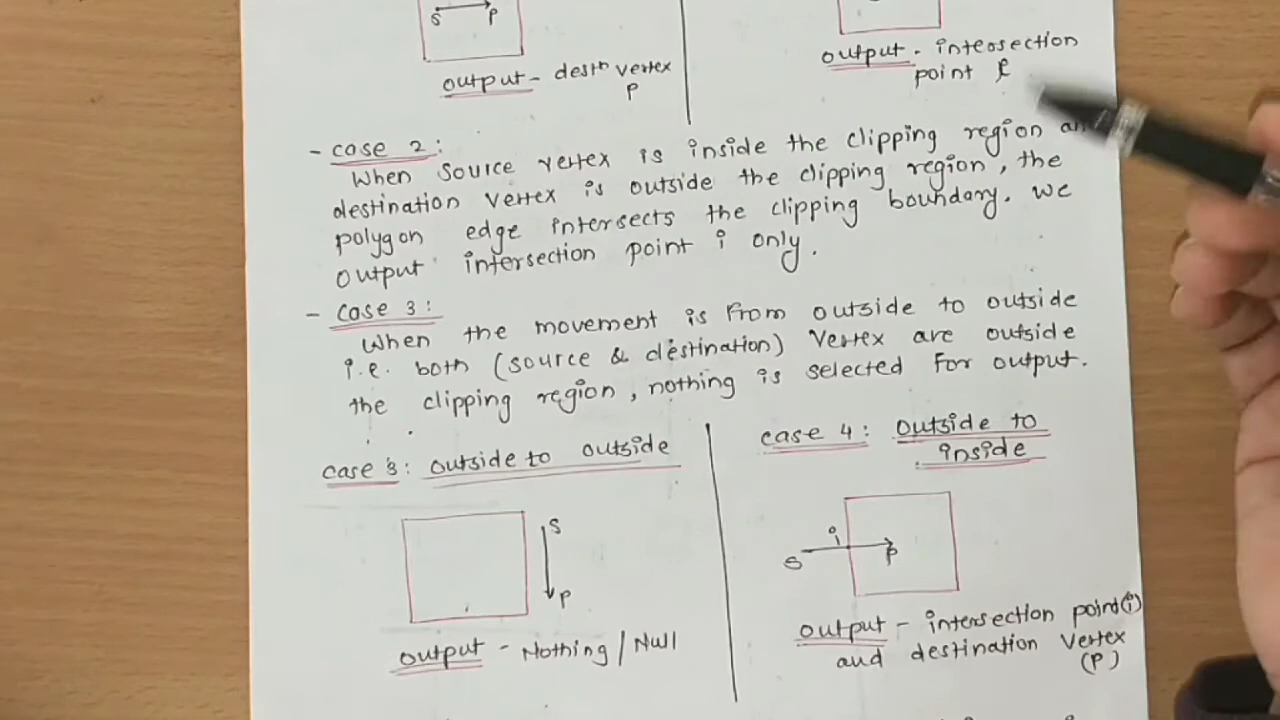 S P
output - destn vertex
P
output - intersection
point i
- case 2:
When source vertex is inside the clipping region an
destination vertex is outside the clipping region, the
polygon edge intersects the clipping boundary. We
output intersection point i only.
- case 3:
When the movement is from outside to outside
i.e. both (source & destination) vertex are outside
the clipping region, nothing is selected for output.
case 3: outside to outside
S
P
output - Nothing / Null
case 4: outside to
inside
i
S P
output - intersection point(i)
and destination vertex
(P)